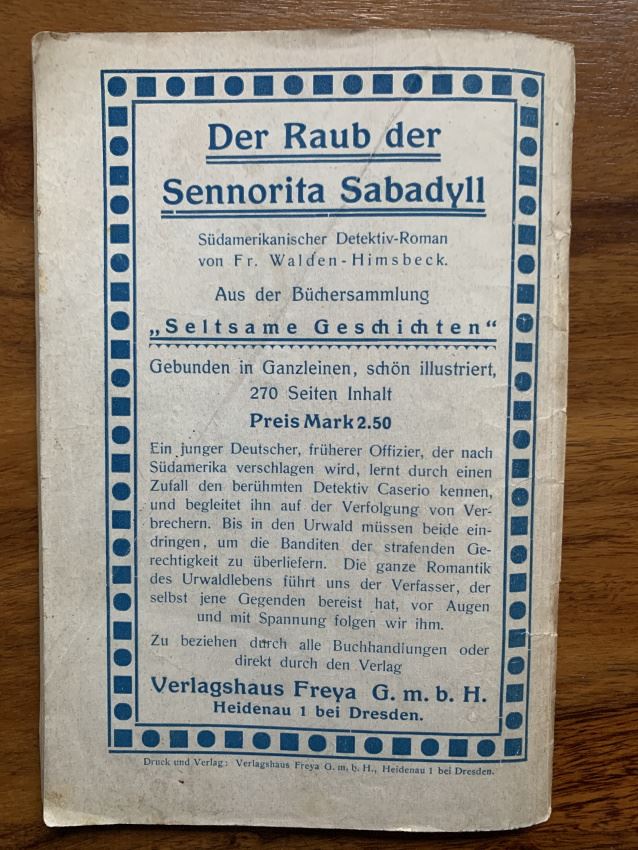 Der Raub der
Sennorita Sabadyll
Südamerikanischer Detektiv-Roman
von Fr. Walden-Himsbeck.
Aus der Büchersammlung
„Seltsame Geschichten“
Gebunden in Ganzleinen, schön illustriert,
270 Seiten Inhalt
Preis Mark 2.50
Ein junger Deutscher, früherer Offizier, der nach
Südamerika verschlagen wird, lernt durch einen
Zufall den berühmten Detektiv Caserio kennen,
und begleitet ihn auf der Verfolgung von Ver-
brechern. Bis in den Urwald müssen beide ein-
dringen, um die Banditen der strafenden Ge-
rechtigkeit zu überliefern. Die ganze Romantik
des Urwaldlebens führt uns der Verfasser, der
selbst jene Gegenden bereist hat, vor Augen
und mit Spannung folgen wir ihm.
Zu beziehen durch alle Buchhandlungen oder
direkt durch den Verlag
Verlagshaus Freya G. m. b. H.
Heidenau 1 bei Dresden.
Druck und Verlag: Verlagshaus Freya G. m. b. H., Heidenau 1 bei Dresden.